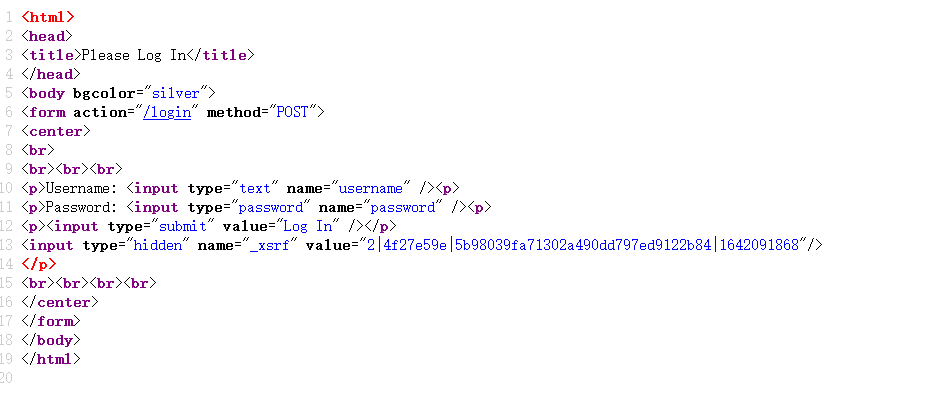 1 <html>
2 <head>
3 <title>Please Log In</title>
4 </head>
5 <body bgcolor="silver">
6 <form action="/login" method="POST">
7 <center>
8 <br>
9 <br><br><br>
10 <p>Username: <input type="text" name="username" /><p>
11 <p>Password: <input type="password" name="password" /><p>
12 <p><input type="submit" value="Log In" /></p>
13 <input type="hidden" name="_xsrf" value="2|4f27e59e|5b98039fa71302a490dd797ed9122b84|1642091868"/>
14 </p>
15 <br><br><br><br>
16 </center>
17 </form>
18 </body>
19 </html>
20